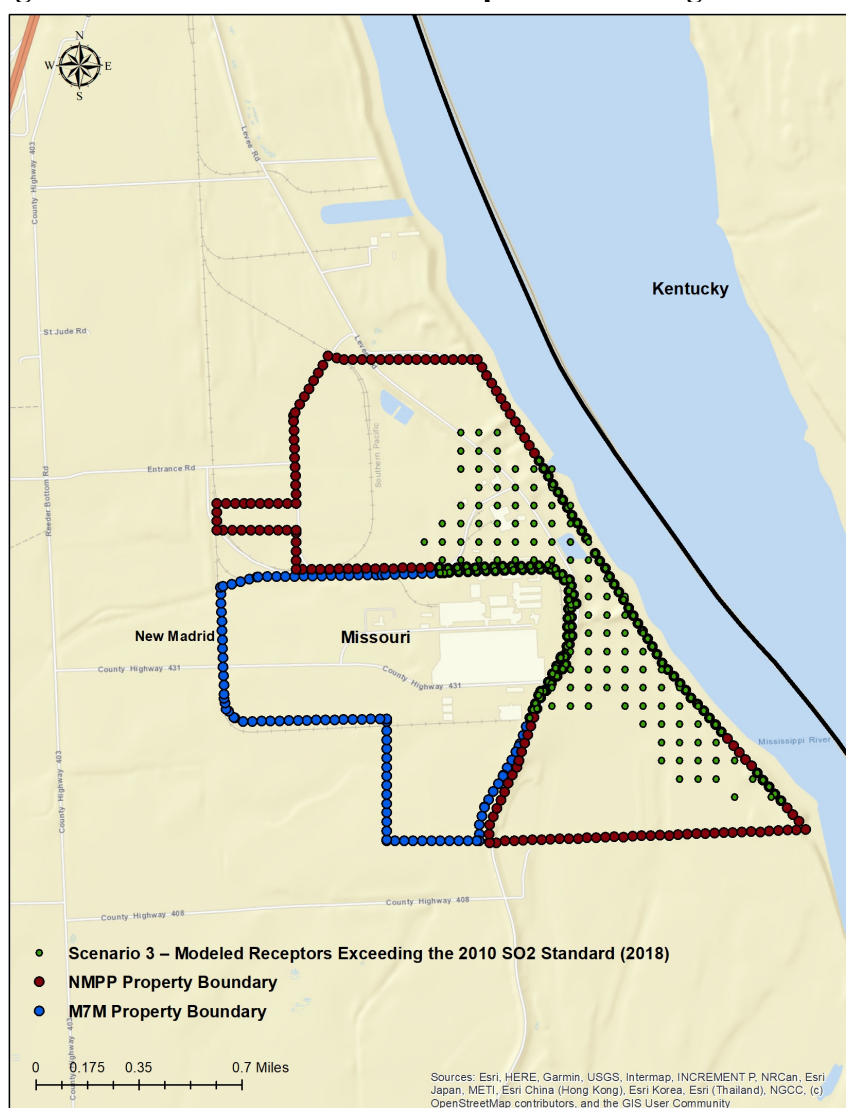 N
W E
S
County Highway 403
Levee Rd
Kentucky
St Jude Rd
Entrance Rd
Southern Pacific
Reeder Bottom Rd
New Madrid
Missouri
County Highway 431
County Highway 431
Mississippi River
County Highway 403
County Highway 408
County Highway 408
Scenario 3 – Modeled Receptors Exceeding the 2010 SO2 Standard (2018)
NMPP Property Boundary
M7M Property Boundary
County Highway 403
0 0.175 0.35 0.7 Miles
Sources: Esri, HERE, Garmin, USGS, Intermap, INCREMENT P, NRCan, Esri
Japan, METI, Esri China (Hong Kong), Esri Korea, Esri (Thailand), NGCC, (c)
OpenStreetMap contributors, and the GIS User Community